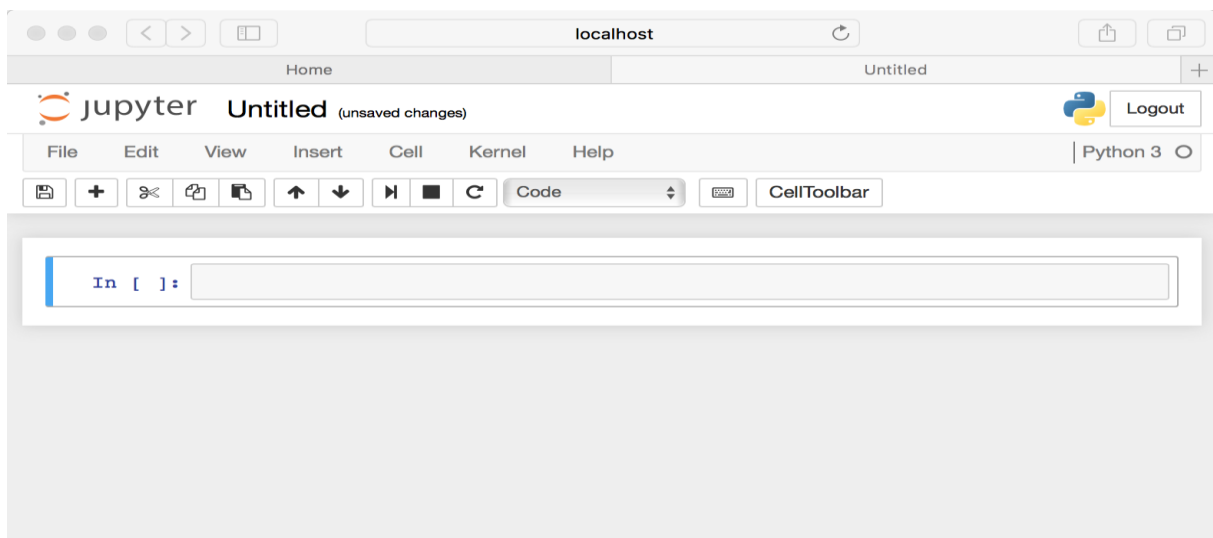 localhost
Home Untitled
jupyter Untitled (unsaved changes) Logout
File Edit View Insert Cell Kernel Help Python 3
Code CellToolbar
In [ ]: